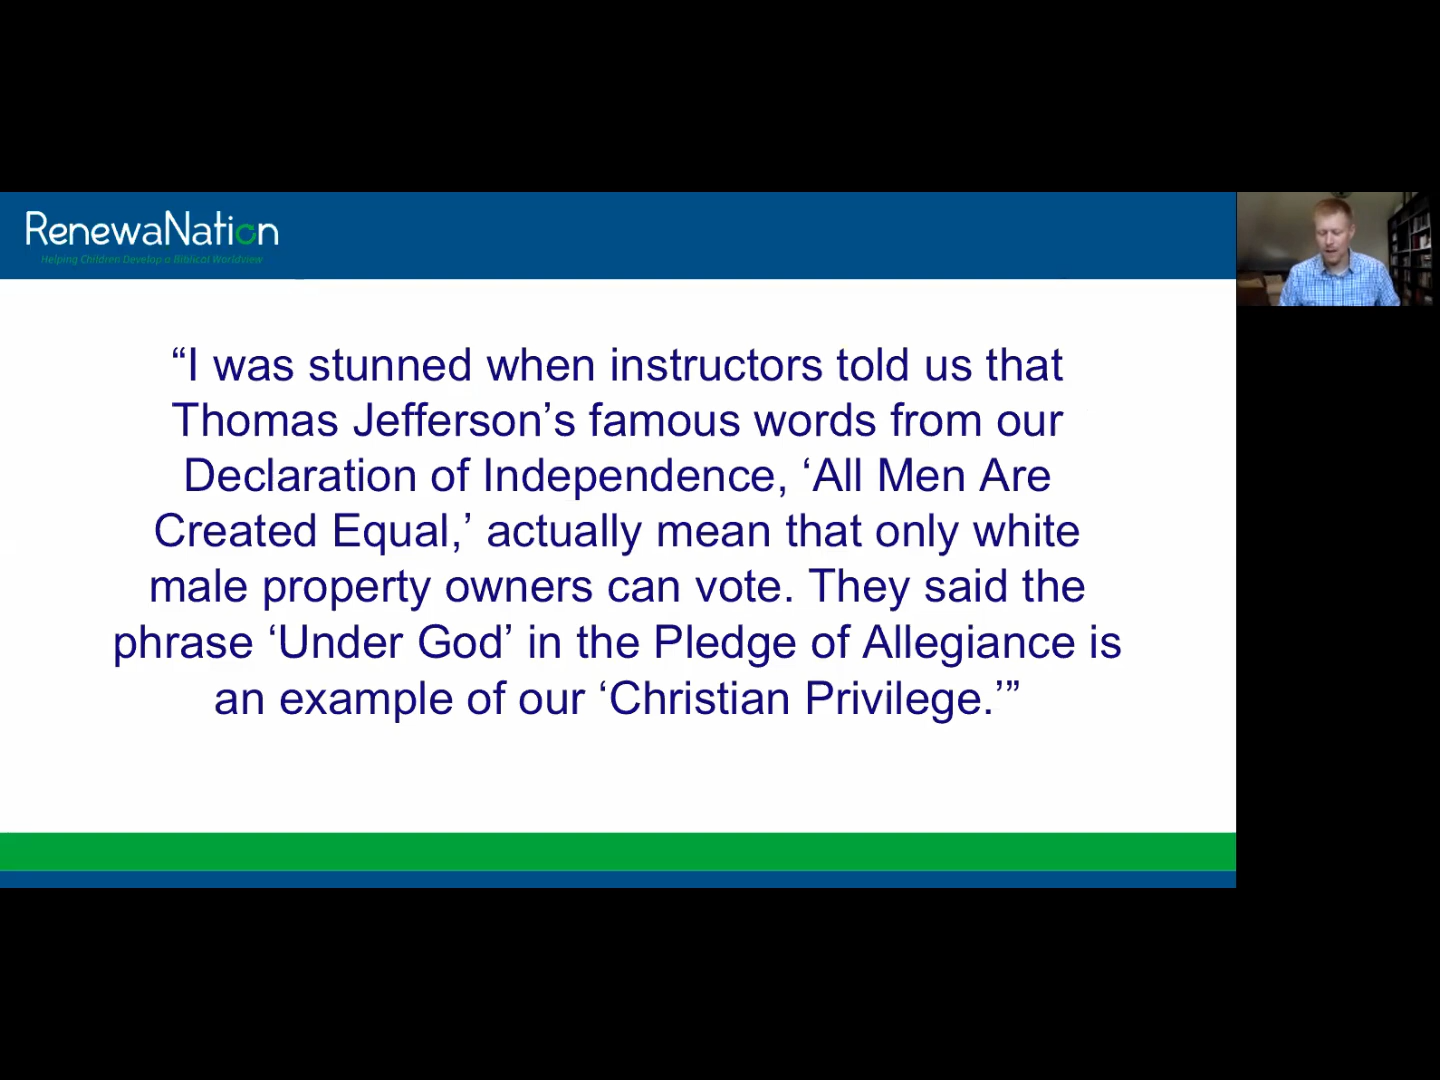 RenewaNation
Helping Children Develop a Biblical Worldview
“I was stunned when instructors told us that
Thomas Jefferson’s famous words from our
Declaration of Independence, ‘All Men Are
Created Equal,’ actually mean that only white
male property owners can vote. They said the
phrase ‘Under God’ in the Pledge of Allegiance is
an example of our ‘Christian Privilege.’”